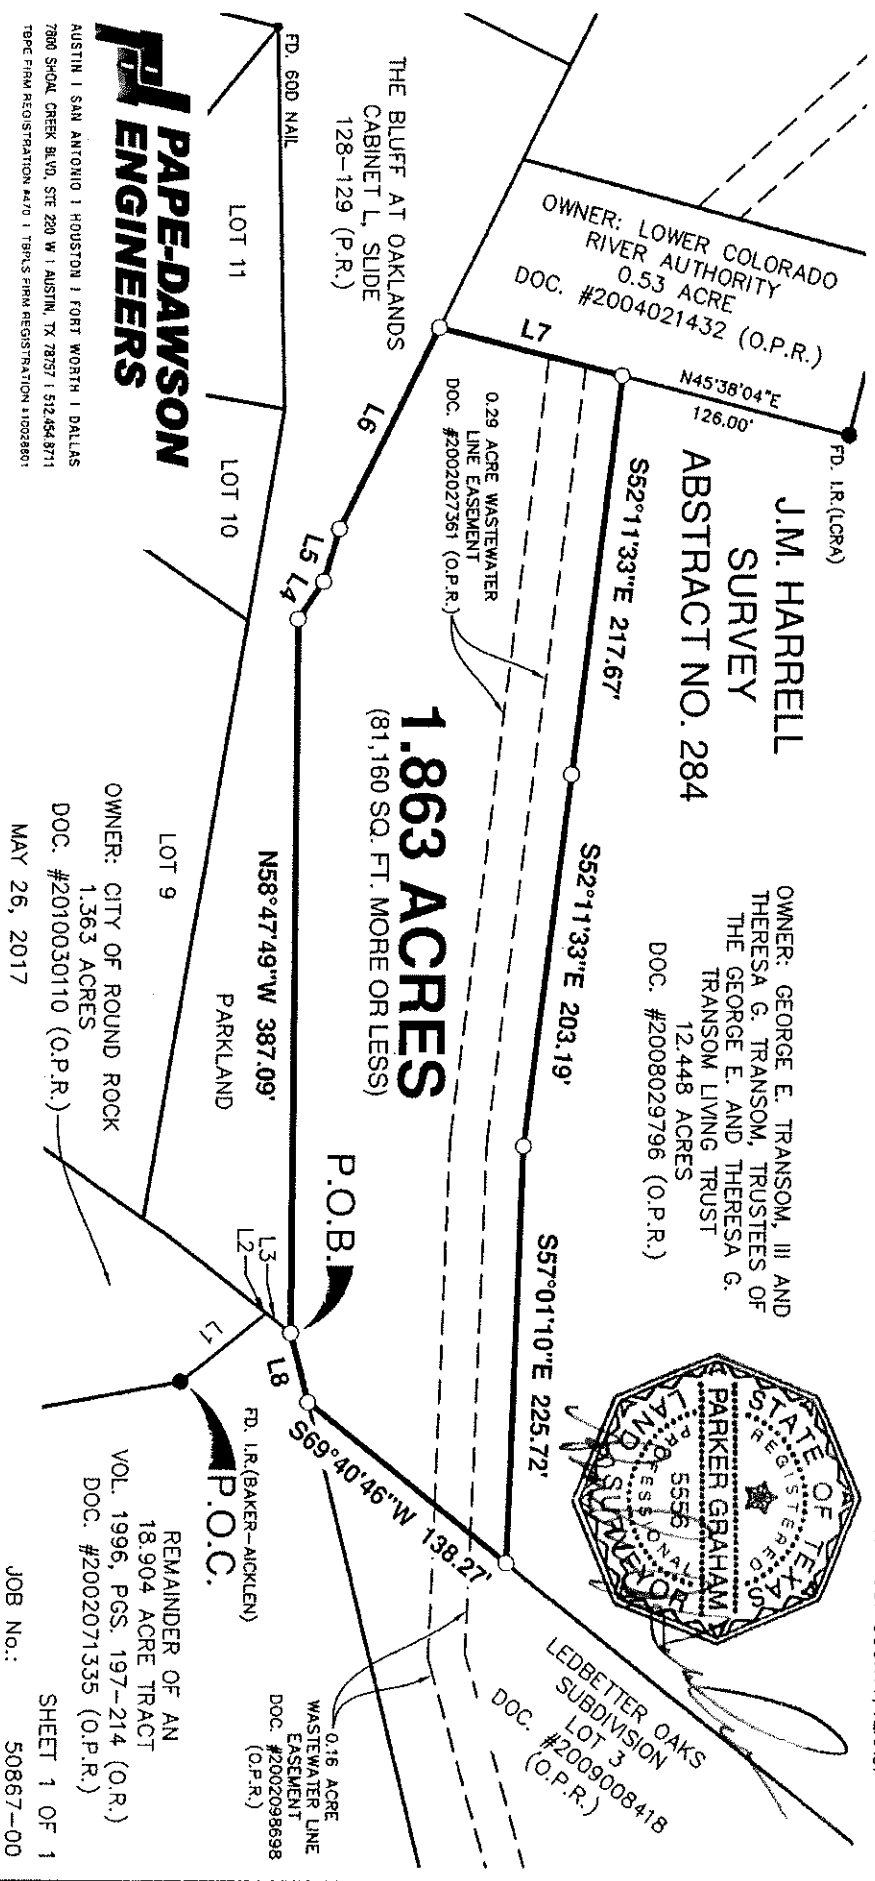 J.M. HARRELL
SURVEY
ABSTRACT NO. 284
FD. I.R.(LCRA)
N45°38'04"E
126.00'
OWNER: LOWER COLORADO
RIVER AUTHORITY
0.53 ACRE
DOC. #2004021432 (O.P.R.)
OWNER: GEORGE E. TRANSOM, III AND
THERESA G. TRANSOM, TRUSTEES OF
THE GEORGE E. AND THERESA G.
TRANSOM LIVING TRUST
12.448 ACRES
DOC. #2008029796 (O.P.R.)
STATE OF TEXAS
REGISTERED
PARKER GRAHAM
5556
PROFESSIONAL
LAND SURVEYOR
S52°11'33"E 217.67'
S52°11'33"E 203.19'
S57°01'10"E 225.72'
LEDBETTER OAKS
SUBDIVISION
LOT 3
DOC. #2009008418
(O.P.R.)
L7
0.29 ACRE WASTEWATER
LINE EASEMENT
DOC. #2002027361 (O.P.R.)
THE BLUFF AT OAKLANDS
CABINET L, SLIDE
128-129 (P.R.)
L6
L5
L4
1.863 ACRES
(81,160 SQ. FT. MORE OR LESS)
P.O.B.
S69°40'46"W 138.27'
L8
0.16 ACRE
WASTEWATER LINE
EASEMENT
DOC. #2002098698
(O.P.R.)
FD. 60D NAIL
N58°47'49"W 387.09'
L3
L2
L1
FD. I.R.(BAKER-AICKLEN)
P.O.C.
LOT 11
LOT 10
LOT 9
PARKLAND
OWNER: CITY OF ROUND ROCK
1.363 ACRES
DOC. #2010030110 (O.P.R.)
REMAINDER OF AN
18.904 ACRE TRACT
VOL. 1996, PGS. 197-214 (O.R.)
DOC. #2002071335 (O.P.R.)
PAPE-DAWSON
ENGINEERS
AUSTIN I SAN ANTONIO I HOUSTON I FORT WORTH I DALLAS
7800 SHOAL CREEK BLVD, STE 220 W I AUSTIN, TX 78757 I 512.454.8711
TBPE FIRM REGISTRATION #470 I TBPLS FIRM REGISTRATION #10028801
MAY 26, 2017
SHEET 1 OF 1
JOB No.: 50867-00